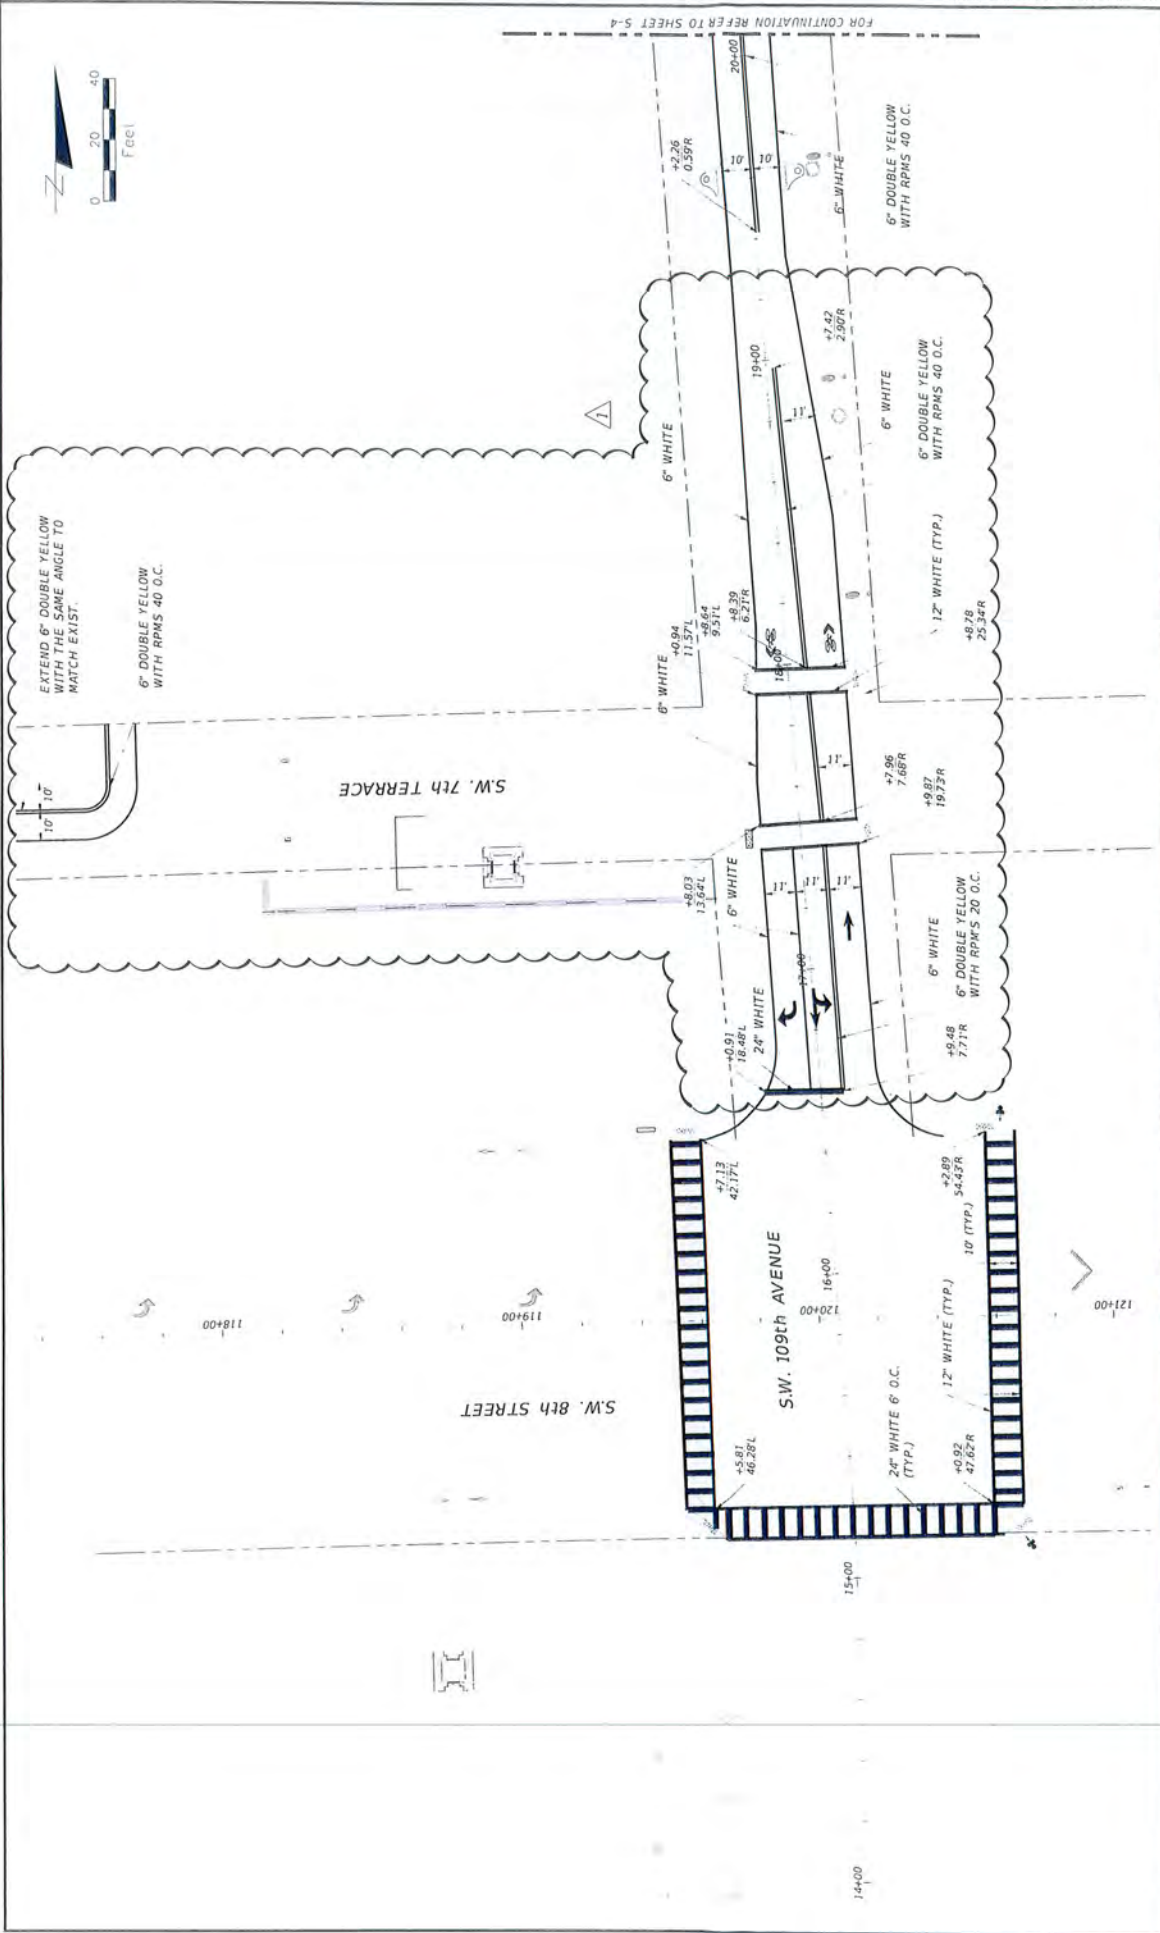 FOR CONTINUATION REFER TO SHEET S-4
N
0 20 40
Feet
EXTEND 6" DOUBLE YELLOW
WITH THE SAME ANGLE TO
MATCH EXIST.
6" DOUBLE YELLOW
WITH RPMS 40 O.C.
10'
10'
S.W. 7th TERRACE
1
20+00
+2.26
0.59'R
10'
10'
6" WHITE
6" DOUBLE YELLOW
WITH RPMS 40 O.C.
19+00
+7.42
2.90'R
11'
6" WHITE
6" WHITE
6" DOUBLE YELLOW
WITH RPMS 40 O.C.
12" WHITE (TYP.)
+8.78
25.34'R
+0.94
11.57'L
+8.64
9.51'L
+8.39
6.21'R
18+00
6" WHITE
11'
+7.96
7.68'R
+9.87
19.73'R
+8.03
13.64'L
6" WHITE
11'
11'
11'
17+00
6" WHITE
6" DOUBLE YELLOW
WITH RPM'S 20 O.C.
24" WHITE
+0.91
18.48'L
+9.48
7.71'R
+7.13
42.17'L
+2.89
54.43'R
10' (TYP.)
S.W. 109th AVENUE
16+00
118+00
119+00
120+00
121+00
S.W. 8th STREET
12" WHITE (TYP.)
24" WHITE 6' O.C.
(TYP.)
+5.81
46.28'L
+0.92
47.62'R
15+00
14+00